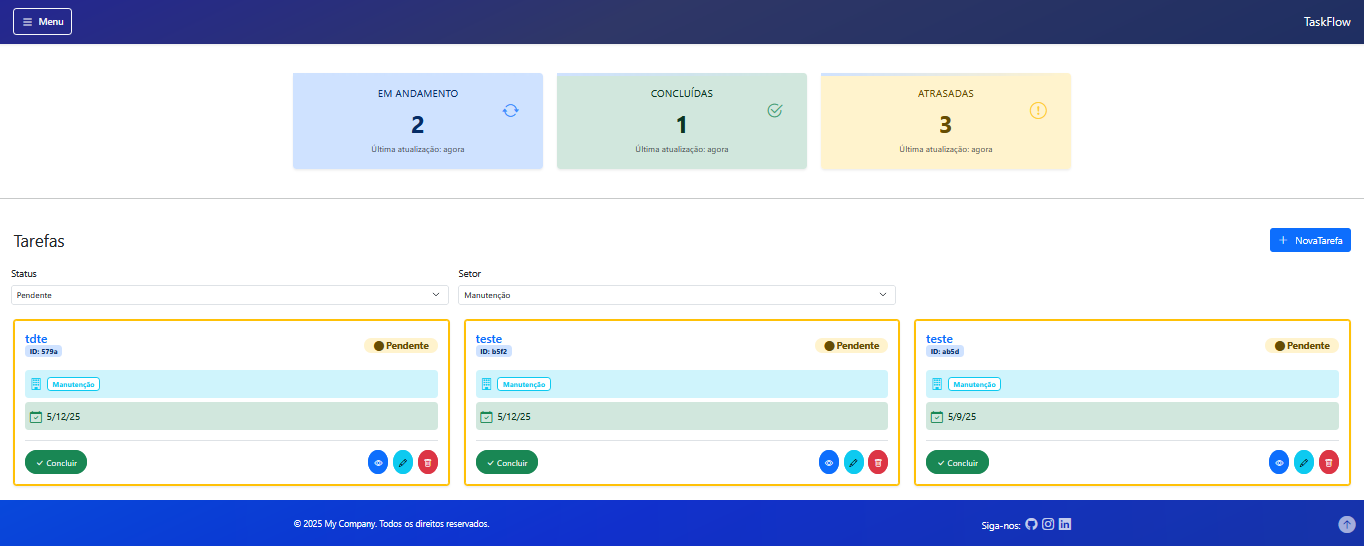 Menu
TaskFlow
EM ANDAMENTO
2
Última atualização: agora
CONCLUÍDAS
1
Última atualização: agora
ATRASADAS
3
Última atualização: agora
Tarefas
NovaTarefa
Status
Pendente
Setor
Manutenção
tdte
ID: 579a
Pendente
Manutenção
5/12/25
Concluir
teste
ID: b5f2
Pendente
Manutenção
5/12/25
Concluir
teste
ID: ab5d
Pendente
Manutenção
5/9/25
Concluir
© 2025 My Company. Todos os direitos reservados.
Siga-nos: